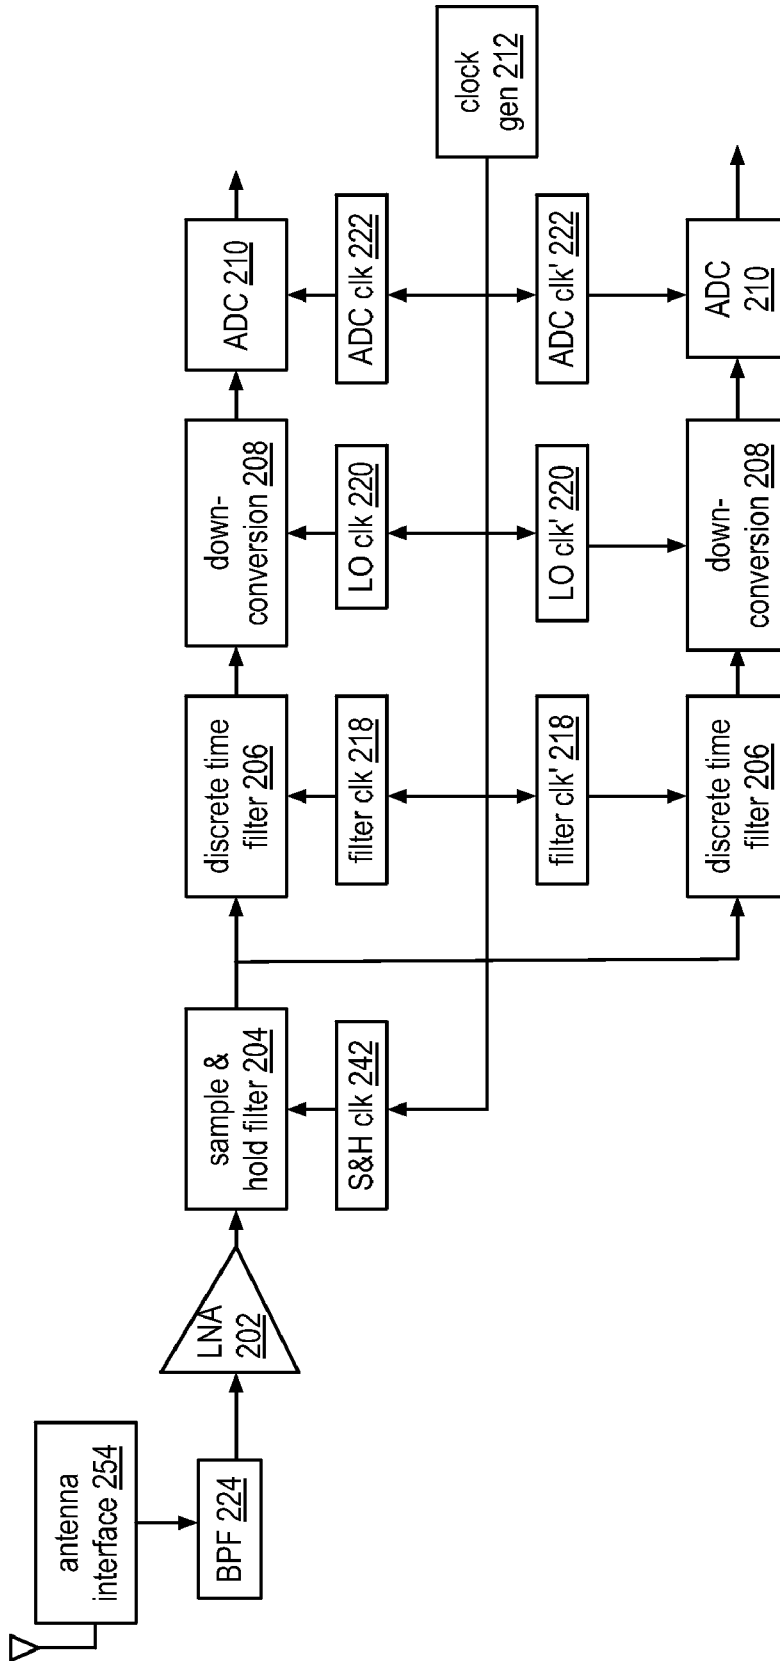 antenna
interface 254
BPF 224
LNA
202
sample &
hold filter 204
S&H clk 242
discrete time
filter 206
filter clk 218
filter clk' 218
discrete time
filter 206
down-
conversion 208
LO clk 220
LO clk' 220
down-
conversion 208
ADC 210
ADC clk 222
ADC clk' 222
ADC
210
clock
gen 212